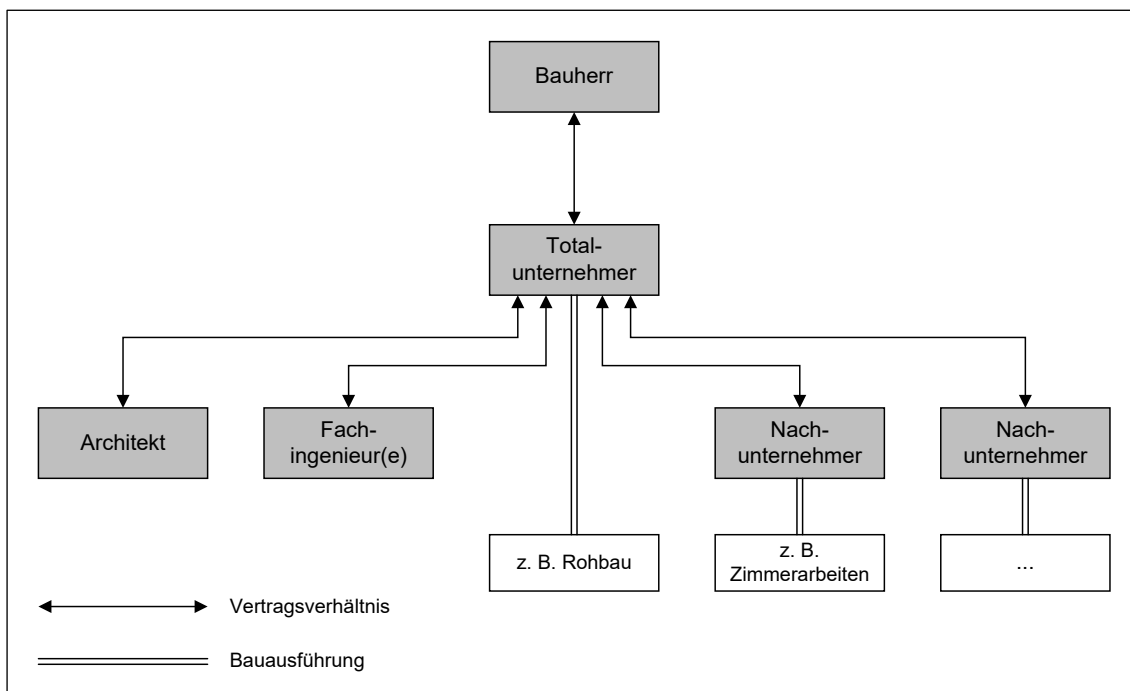 Bauherr
Total-
unternehmer
Architekt
Fach-
ingenieur(e)
Nach-
unternehmer
Nach-
unternehmer
z. B. Rohbau
z. B.
Zimmerarbeiten
...
Vertragsverhältnis
Bauausführung